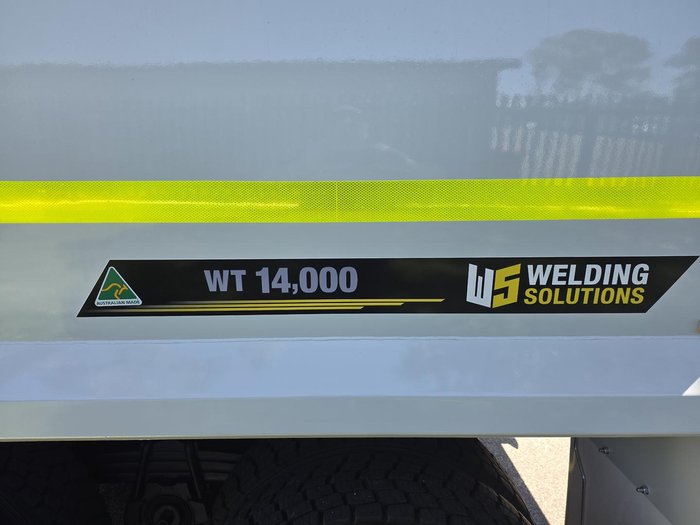 AUSTRALIAN MADE
WT 14,000
WS WELDING
SOLUTIONS